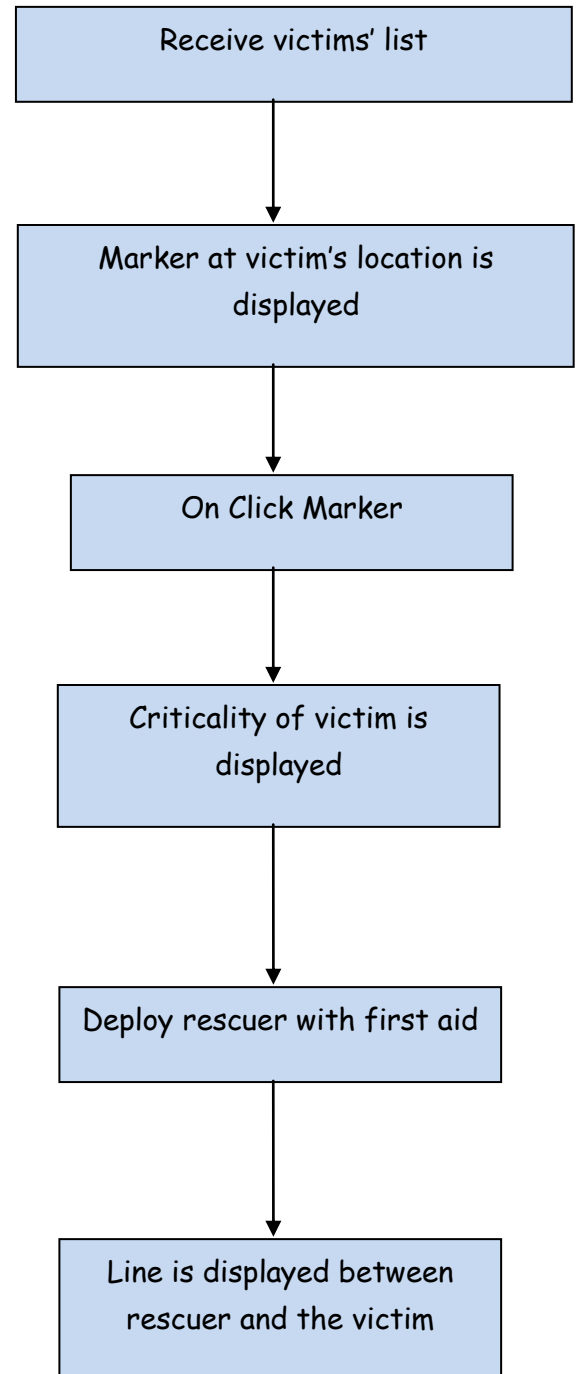 Receive victims’ list
Marker at victim’s location is
displayed
On Click Marker
Criticality of victim is
displayed
Deploy rescuer with first aid
Line is displayed between
rescuer and the victim